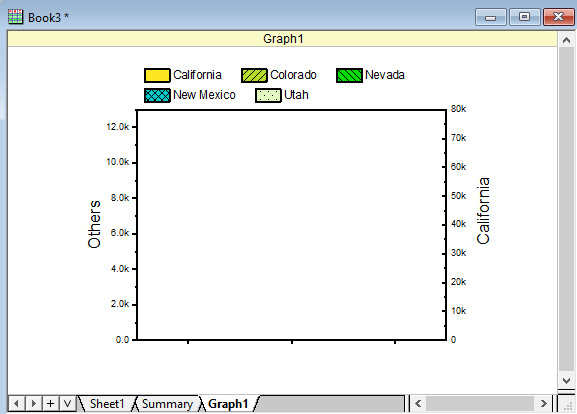 Book3 *
Graph1
California Colorado Nevada
New Mexico Utah
12.0k
10.0k
8.0k
6.0k
4.0k
2.0k
0.0
Others
80k
70k
60k
50k
40k
30k
20k
10k
0
California
Sheet1 Summary Graph1